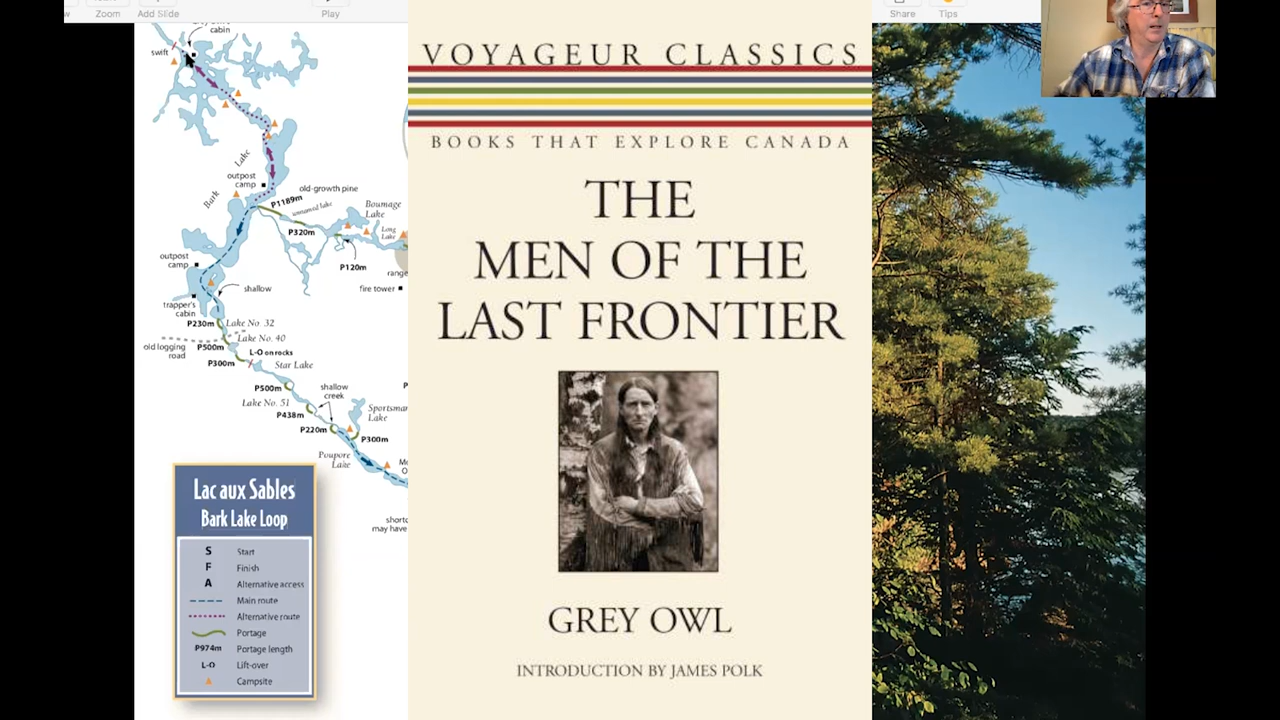 Zoom
Add Slide
Play
Share
Tips
cabin
swift
Lake
Bark
outpost
camp
old-growth pine
P1189m
unnamed lake
Boumage
Lake
P320m
Long
Lake
P120m
range
fire tower
outpost
camp
shallow
trapper's
cabin
P230m
Lake No. 32
Lake No. 40
old logging
road
P500m
P300m
L-O on rocks
Star Lake
P500m
shallow
creek
Lake No. 51
P438m
Sportsman
Lake
P220m
P300m
Poupore
Lake
may have
Lac aux Sables
Bark Lake Loop
S Start
F Finish
A Alternative access
Main route
Alternative route
Portage
P974m Portage length
L-O Lift-over
Campsite
VOYAGEUR CLASSICS
BOOKS THAT EXPLORE CANADA
THE
MEN OF THE
LAST FRONTIER
GREY OWL
INTRODUCTION BY JAMES POLK